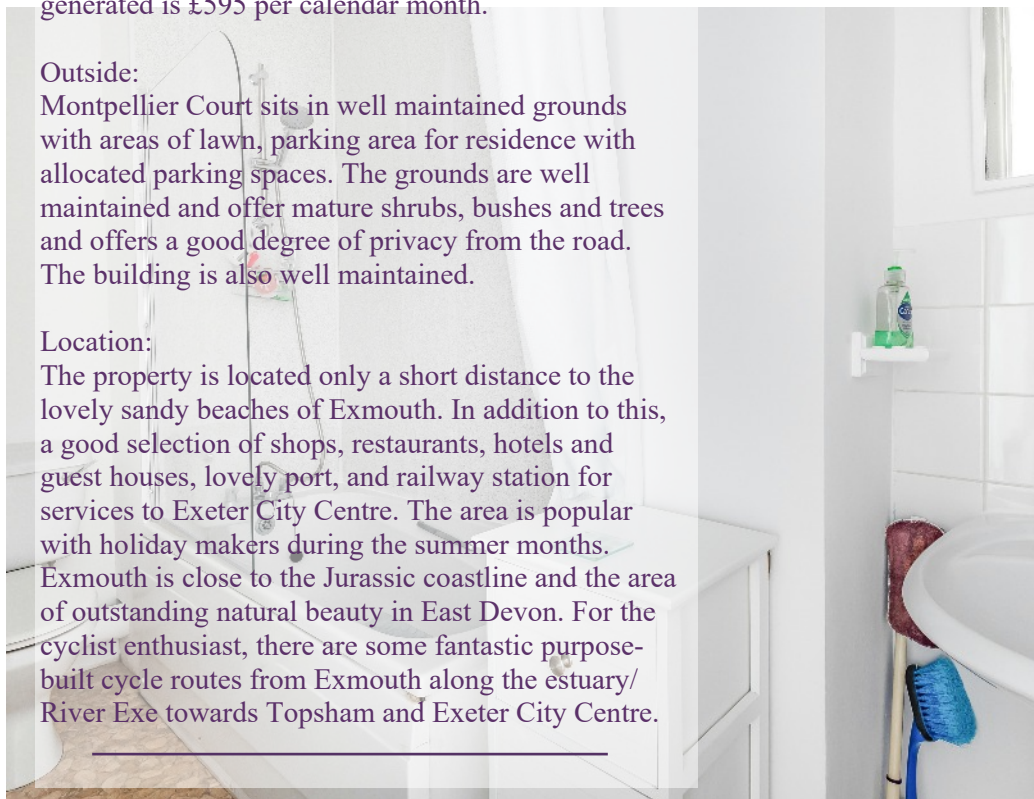 generated is £595 per calendar month.
Outside:
Montpellier Court sits in well maintained grounds
with areas of lawn, parking area for residence with
allocated parking spaces. The grounds are well
maintained and offer mature shrubs, bushes and trees
and offers a good degree of privacy from the road.
The building is also well maintained.
Location:
The property is located only a short distance to the
lovely sandy beaches of Exmouth. In addition to this,
a good selection of shops, restaurants, hotels and
guest houses, lovely port, and railway station for
services to Exeter City Centre. The area is popular
with holiday makers during the summer months.
Exmouth is close to the Jurassic coastline and the area
of outstanding natural beauty in East Devon. For the
cyclist enthusiast, there are some fantastic purpose-
built cycle routes from Exmouth along the estuary/
River Exe towards Topsham and Exeter City Centre.